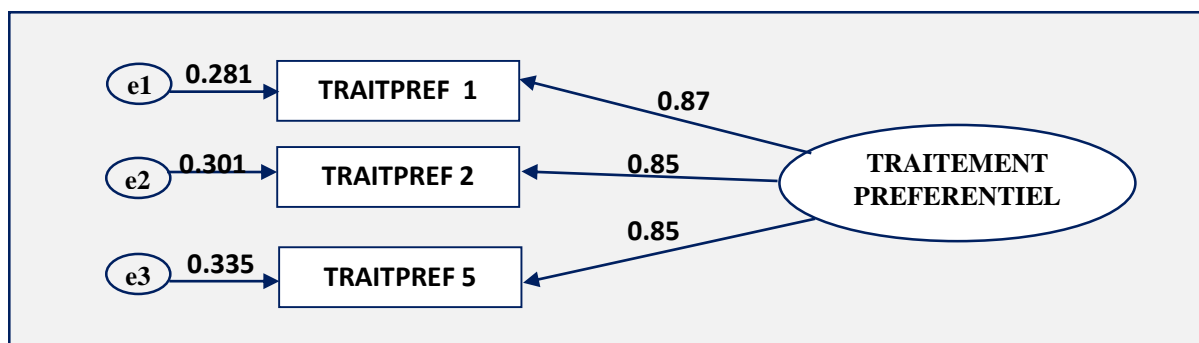 e1
0.281
TRAITPREF 1
0.87
e2
0.301
TRAITPREF 2
0.85
TRAITEMENT
PREFERENTIEL
e3
0.335
TRAITPREF 5
0.85